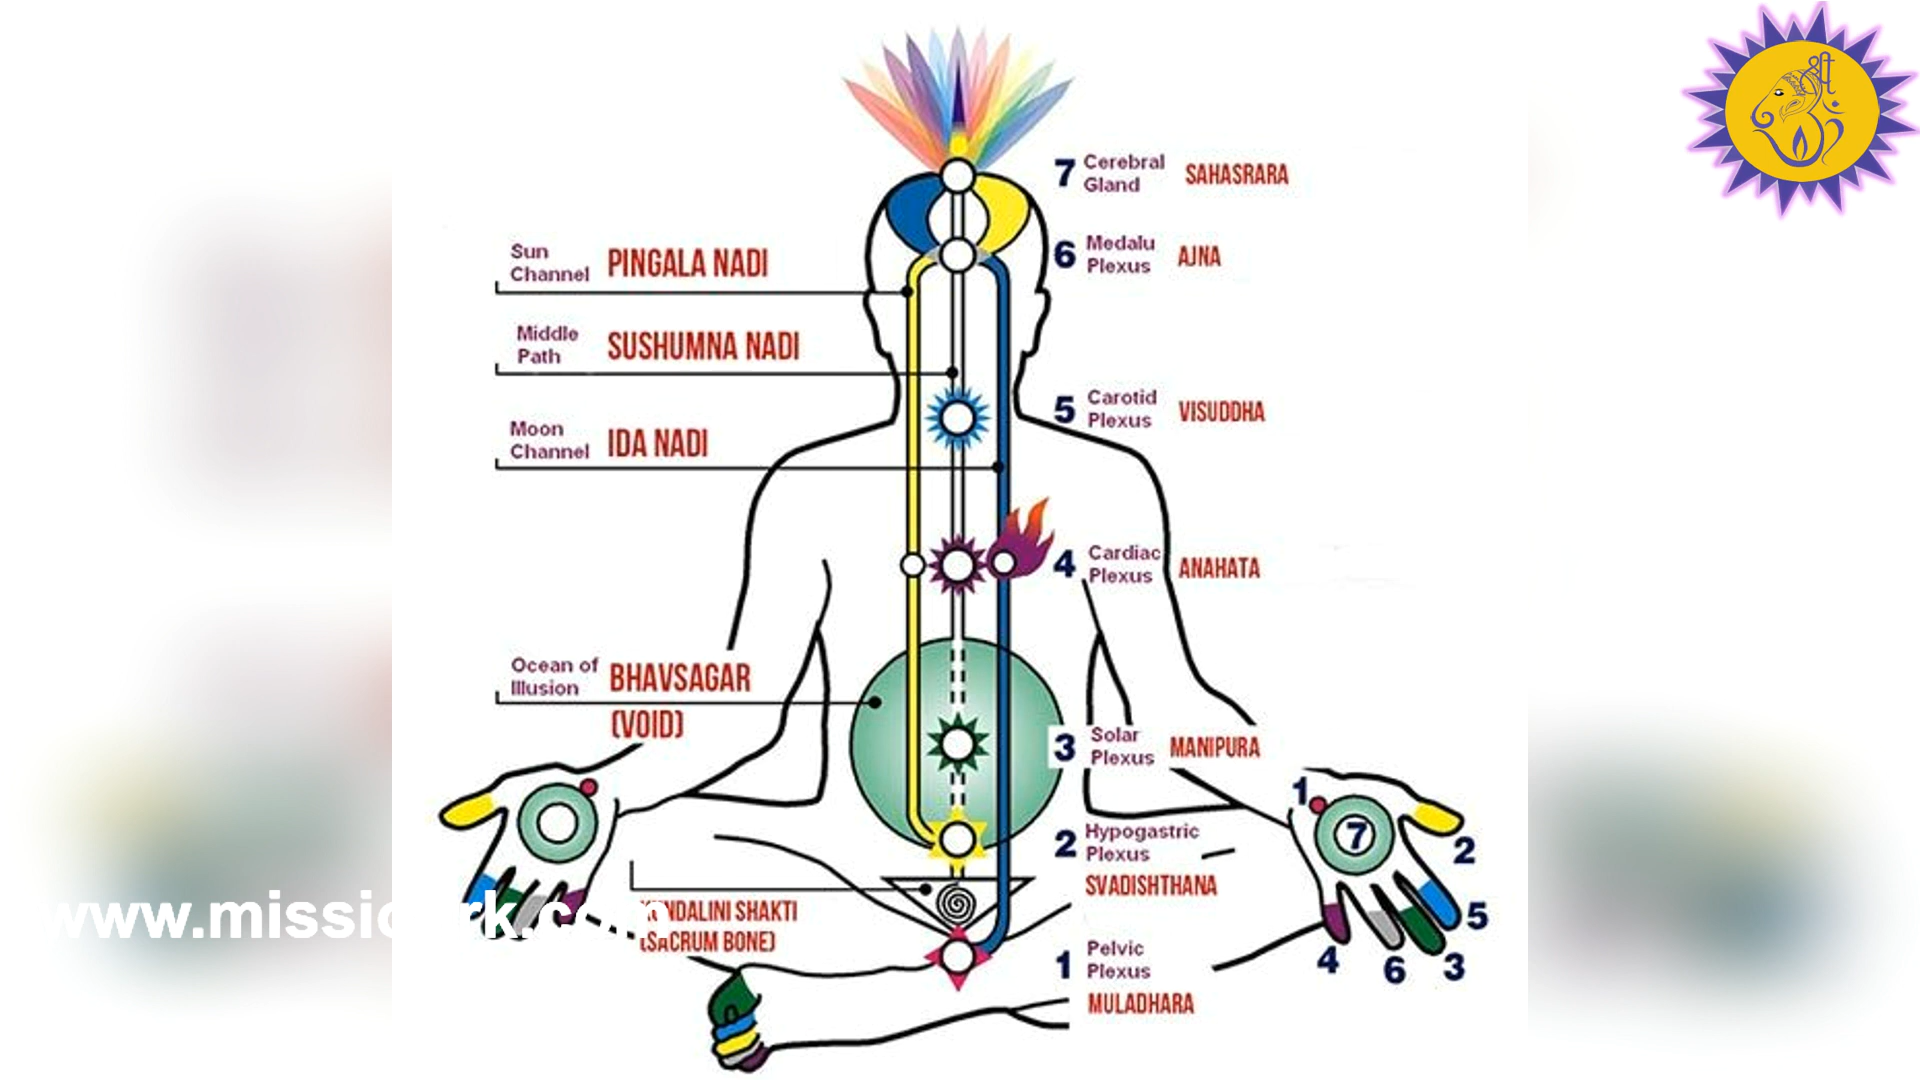 7 Cerebral
Gland SAHASRARA
Sun
Channel PINGALA NADI
6 Medalu
Plexus AJNA
Middle
Path SUSHUMNA NADI
5 Carotid
Plexus VISUDDHA
Moon
Channel IDA NADI
4 Cardiac
Plexus ANAHATA
Ocean of
Illusion BHAVSAGAR
(VOID)
3 Solar
Plexus MANIPURA
2 Hypogastric
Plexus
SVADISHTHANA
SHAKTI
(SACRUM BONE)
1 Pelvic
Plexus
MULADHARA
1
7
2
5
4
6
3
श्री